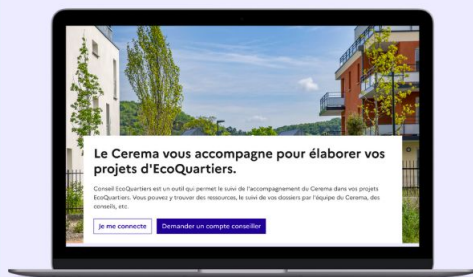 Le Cerema vous accompagne pour élaborer vos
projets d'EcoQuartiers.
Conseil EcoQuartiers est un outil qui permet le suivi de l'accompagnement du Cerema dans vos projets
EcoQuartiers. Vous pouvez y trouver des ressources, le suivi de vos dossiers par l'équipe du Cerema, des
conseils, etc.
Je me connecte Demander un compte conseiller